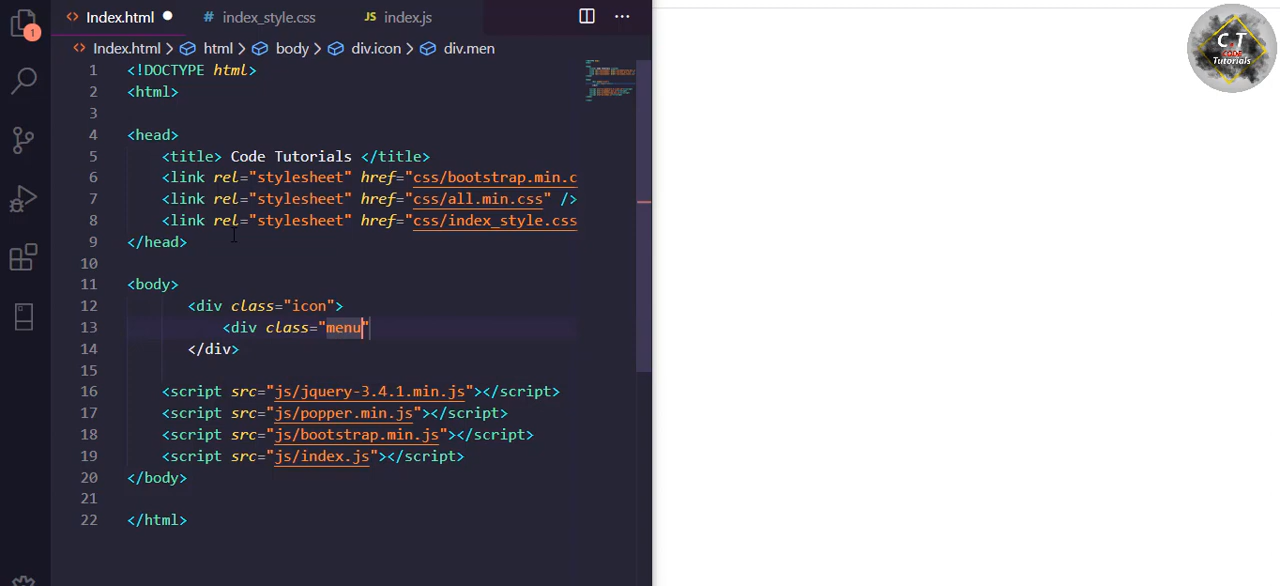 Index.html index_style.css index.js
1
Index.html html body div.icon div.men
1 <!DOCTYPE html>
2 <html>
3
4 <head>
5 <title> Code Tutorials </title>
6 <link rel="stylesheet" href="css/bootstrap.min.c
7 <link rel="stylesheet" href="css/all.min.css" />
8 <link rel="stylesheet" href="css/index_style.css
9 </head>
10
11 <body>
12 <div class="icon">
13 <div class="menu"
14 </div>
15
16 <script src="js/jquery-3.4.1.min.js"></script>
17 <script src="js/popper.min.js"></script>
18 <script src="js/bootstrap.min.js"></script>
19 <script src="js/index.js"></script>
20 </body>
21
22 </html>
C T
CODE
Tutorials